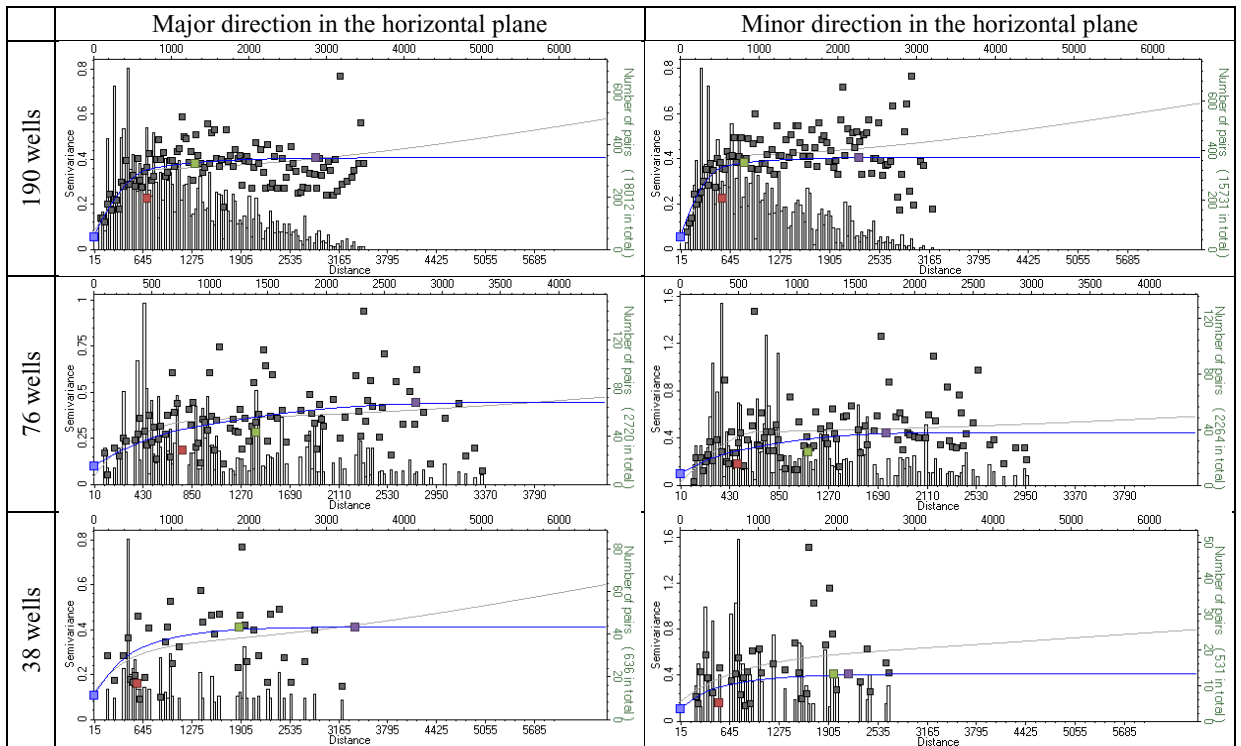 Major direction in the horizontal plane
Minor direction in the horizontal plane
190 wells
0 1000 2000 3000 4000 5000 6000
0.8
0.6
0.4
0.2
0
Semivariance
600
400
200
0
Number of pairs (18012 in total)
15 645 1275 1905 2535 3165 3795 4425 5055 5685
Distance
0 1000 2000 3000 4000 5000 6000
0.8
0.6
0.4
0.2
0
Semivariance
600
400
200
0
Number of pairs (15731 in total)
15 645 1275 1905 2535 3165 3795 4425 5055 5685
Distance
76 wells
0 500 1000 1500 2000 2500 3000 3500 4000
1
0.75
0.5
0.25
0
Semivariance
120
80
40
0
Number of pairs (2720 in total)
10 430 850 1270 1690 2110 2530 2950 3370 3790
Distance
0 500 1000 1500 2000 2500 3000 3500 4000
1.6
1.2
0.8
0.4
0
Semivariance
120
80
40
0
Number of pairs (2264 in total)
10 430 850 1270 1690 2110 2530 2950 3370 3790
Distance
38 wells
0 1000 2000 3000 4000 5000 6000
0.8
0.6
0.4
0.2
0
Semivariance
80
60
40
20
0
Number of pairs (636 in total)
15 645 1275 1905 2535 3165 3795 4425 5055 5685
Distance
0 1000 2000 3000 4000 5000 6000
1.6
1.2
0.8
0.4
0
Semivariance
50
40
30
20
10
0
Number of pairs (531 in total)
15 645 1275 1905 2535 3165 3795 4425 5055 5685
Distance